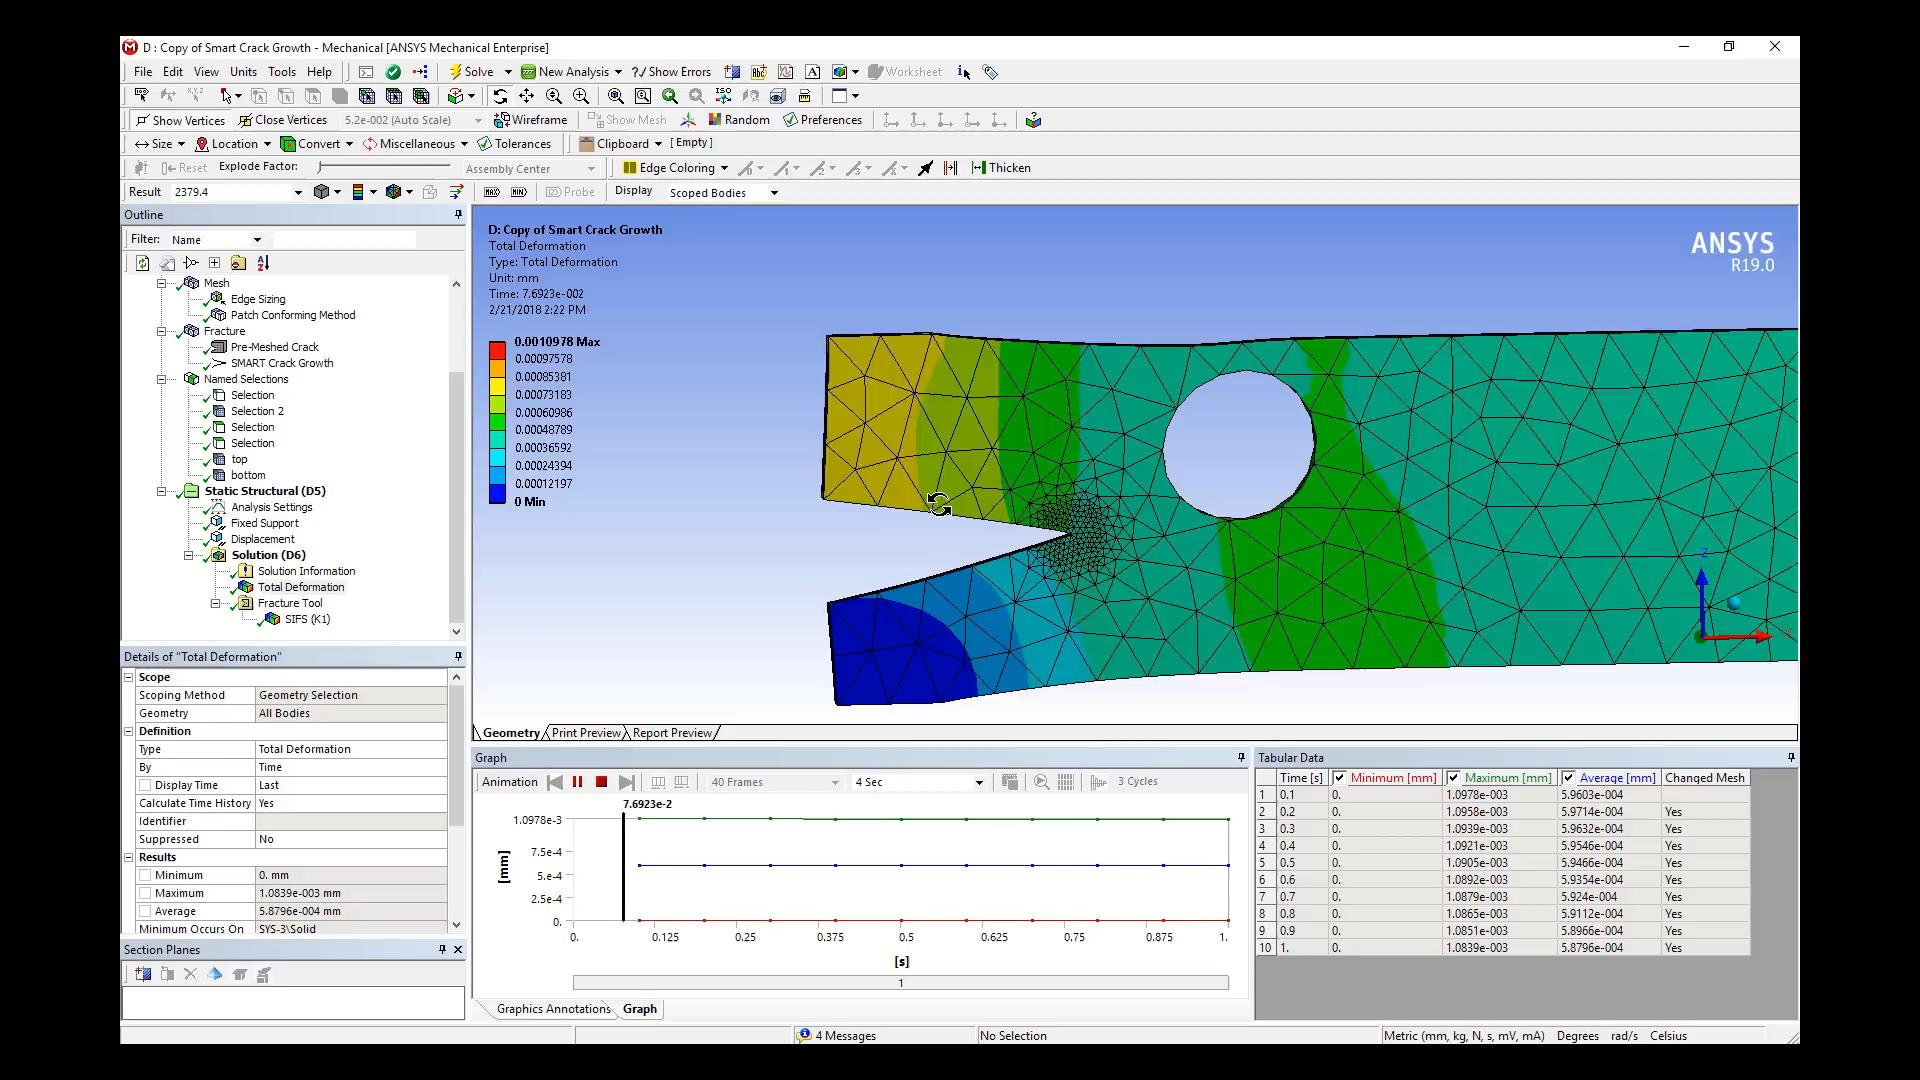 D : Copy of Smart Crack Growth - Mechanical [ANSYS Mechanical Enterprise]
File Edit View Units Tools Help Solve New Analysis ?/ Show Errors Worksheet
Show Vertices Close Vertices 5.2e-002 (Auto Scale) Wireframe Show Mesh Random Preferences
Size Location Convert Miscellaneous Tolerances Clipboard [ Empty ]
Reset Explode Factor: Assembly Center Edge Coloring Thicken
Result 2379.4 MAX MIN Probe Display Scoped Bodies
Outline
Filter: Name
Mesh
Edge Sizing
Patch Conforming Method
Fracture
Pre-Meshed Crack
SMART Crack Growth
Named Selections
Selection
Selection 2
Selection
Selection
top
bottom
Static Structural (D5)
Analysis Settings
Fixed Support
Displacement
Solution (D6)
Solution Information
Total Deformation
Fracture Tool
SIFS (K1)
Details of "Total Deformation"
Scope
Scoping Method Geometry Selection
Geometry All Bodies
Definition
Type Total Deformation
By Time
Display Time Last
Calculate Time History Yes
Identifier
Suppressed No
Results
Minimum 0. mm
Maximum 1.0839e-003 mm
Average 5.8796e-004 mm
Minimum Occurs On SYS-3\Solid
Section Planes
D: Copy of Smart Crack Growth
Total Deformation
Type: Total Deformation
Unit: mm
Time: 7.6923e-002
2/21/2018 2:22 PM
0.0010978 Max
0.00097578
0.00085381
0.00073183
0.00060986
0.00048789
0.00036592
0.00024394
0.00012197
0 Min
ANSYS
R19.0
Z
X
Geometry Print Preview Report Preview
Graph
Animation 40 Frames 4 Sec 3 Cycles
7.6923e-2
1.0978e-3
7.5e-4
5.e-4
2.5e-4
0.
[mm]
0. 0.125 0.25 0.375 0.5 0.625 0.75 0.875 1.
[s]
1
Graphics Annotations Graph
Tabular Data
Time [s] Minimum [mm] Maximum [mm] Average [mm] Changed Mesh
1 0.1 0. 1.0978e-003 5.9603e-004
2 0.2 0. 1.0958e-003 5.9714e-004 Yes
3 0.3 0. 1.0939e-003 5.9632e-004 Yes
4 0.4 0. 1.0921e-003 5.9546e-004 Yes
5 0.5 0. 1.0905e-003 5.9466e-004 Yes
6 0.6 0. 1.0892e-003 5.9354e-004 Yes
7 0.7 0. 1.0879e-003 5.924e-004 Yes
8 0.8 0. 1.0865e-003 5.9112e-004 Yes
9 0.9 0. 1.0851e-003 5.8966e-004 Yes
10 1. 0. 1.0839e-003 5.8796e-004 Yes
4 Messages No Selection Metric (mm, kg, N, s, mV, mA) Degrees rad/s Celsius